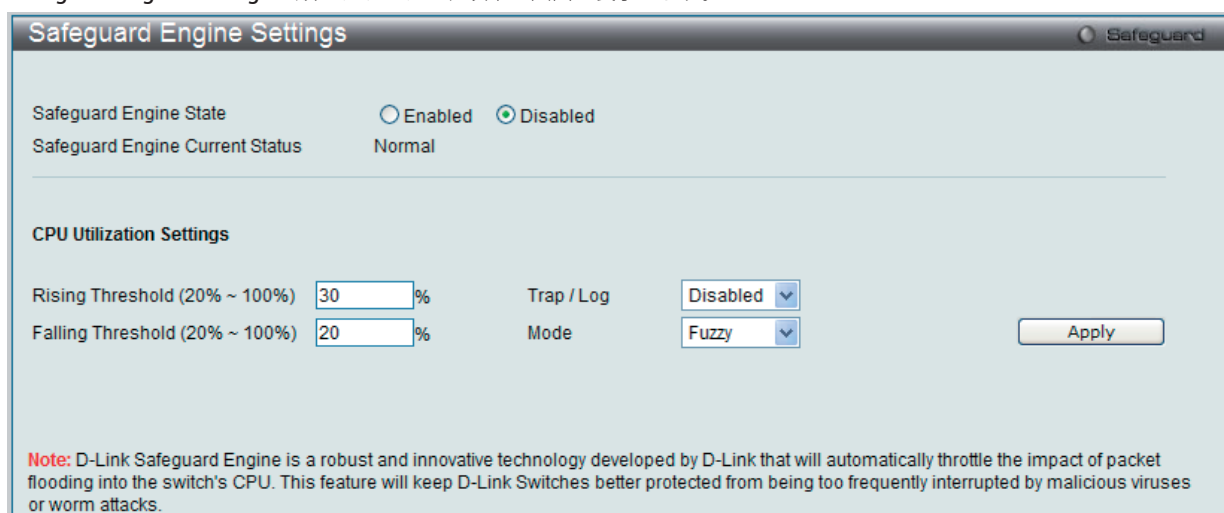 Safeguard Engine Settings
Safeguard
Safeguard Engine State Enabled Disabled
Safeguard Engine Current Status Normal
CPU Utilization Settings
Rising Threshold (20% ~ 100%) 30 % Trap / Log Disabled
Falling Threshold (20% ~ 100%) 20 % Mode Fuzzy Apply
Note: D-Link Safeguard Engine is a robust and innovative technology developed by D-Link that will automatically throttle the impact of packet
flooding into the switch's CPU. This feature will keep D-Link Switches better protected from being too frequently interrupted by malicious viruses
or worm attacks.